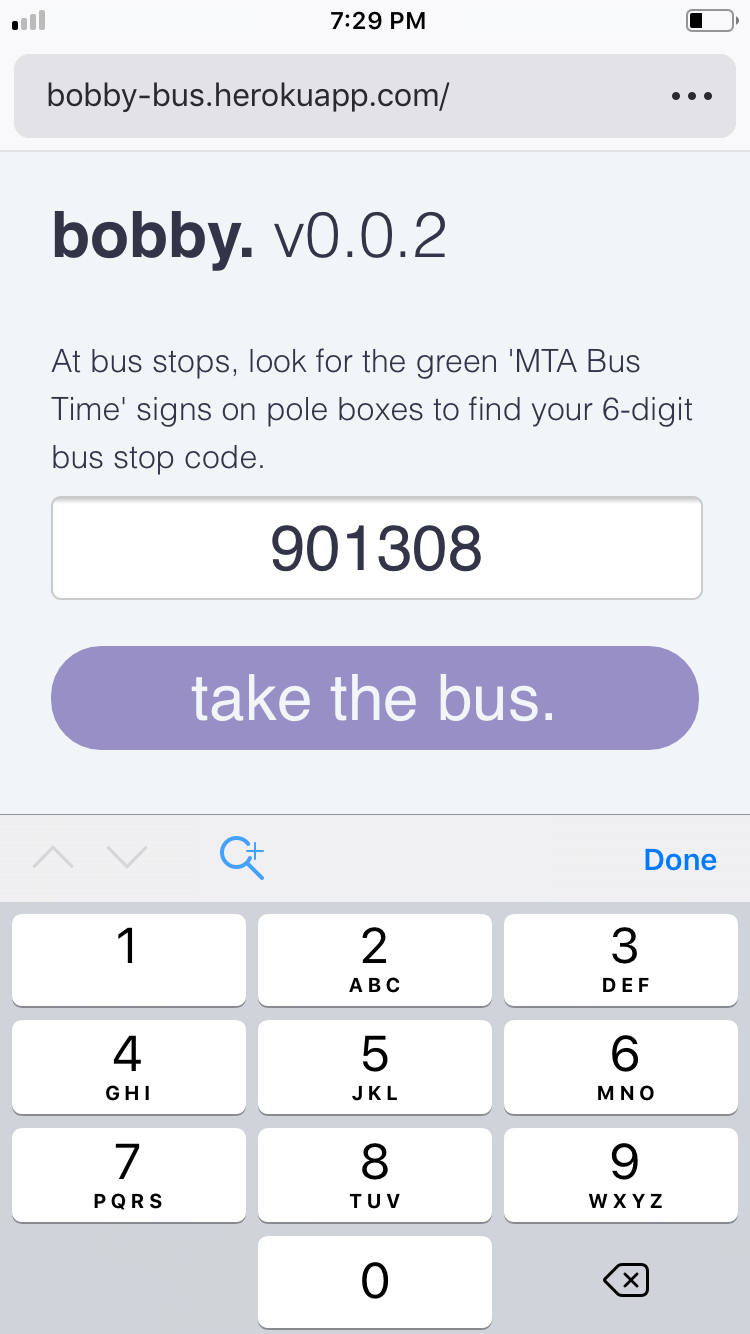 7:29 PM
bobby-bus.herokuapp.com/
bobby. v0.0.2
At bus stops, look for the green 'MTA Bus
Time' signs on pole boxes to find your 6-digit
bus stop code.
901308
take the bus.
Done
1 2 3
ABC DEF
4 5 6
GHI JKL MNO
7 8 9
PQRS TUV WXYZ
0